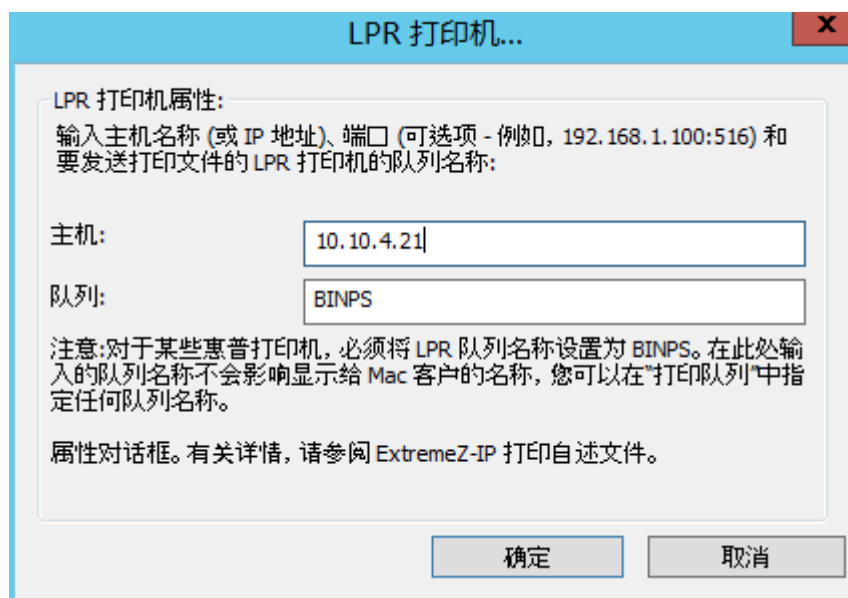 LPR 打印机...
x
LPR 打印机属性:
输入主机名称 (或 IP 地址)、端口 (可选项 - 例如, 192.168.1.100:516) 和
要发送打印文件的 LPR 打印机的队列名称:
主机:
10.10.4.21
队列:
BINPS
注意:对于某些惠普打印机, 必须将 LPR 队列名称设置为 BINPS。在此处输
入的队列名称不会影响显示给 Mac 客户的名称, 您可以在"打印队列"中指
定任何队列名称。
属性对话框。有关详情, 请参阅 ExtremeZ-IP 打印自述文件。
确定
取消